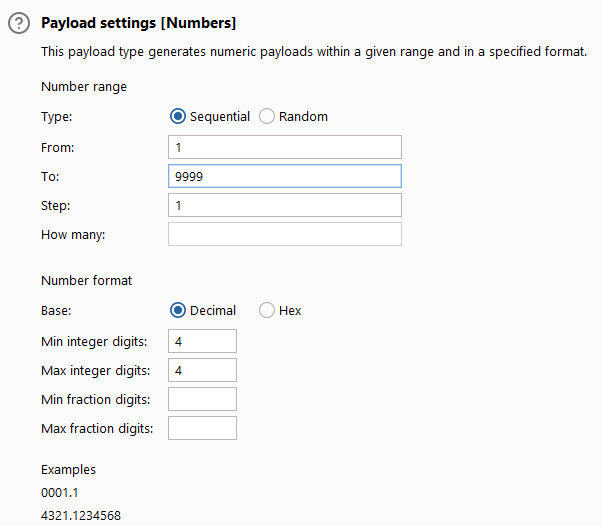 ? Payload settings [Numbers]
This payload type generates numeric payloads within a given range and in a specified format.
Number range
Type: Sequential Random
From: 1
To: 9999
Step: 1
How many:
Number format
Base: Decimal Hex
Min integer digits: 4
Max integer digits: 4
Min fraction digits:
Max fraction digits:
Examples
0001.1
4321.1234568